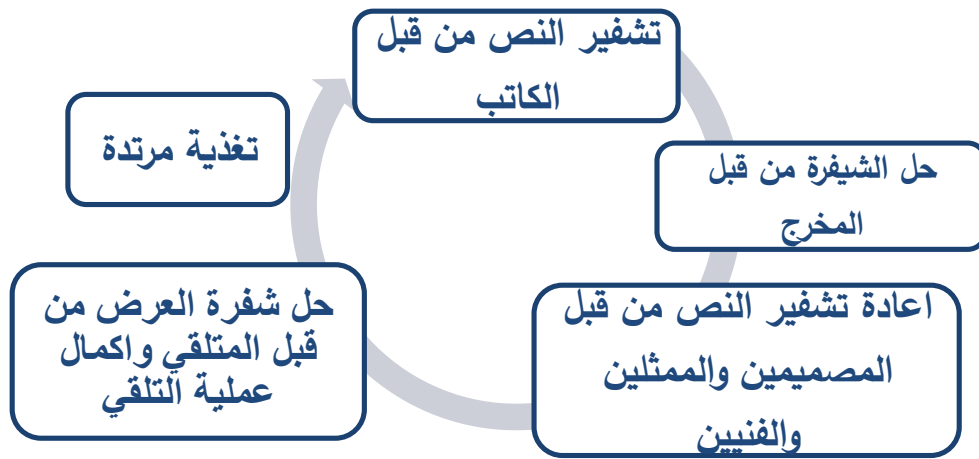 تشفير النص من قبل
الكاتب
حل الشيفرة من قبل
المخرج
اعادة تشفير النص من قبل
المصميمين والممثلين
والفنيين
حل شفرة العرض من
قبل المتلقي واكمال
عملية التلقي
تغذية مرتدة